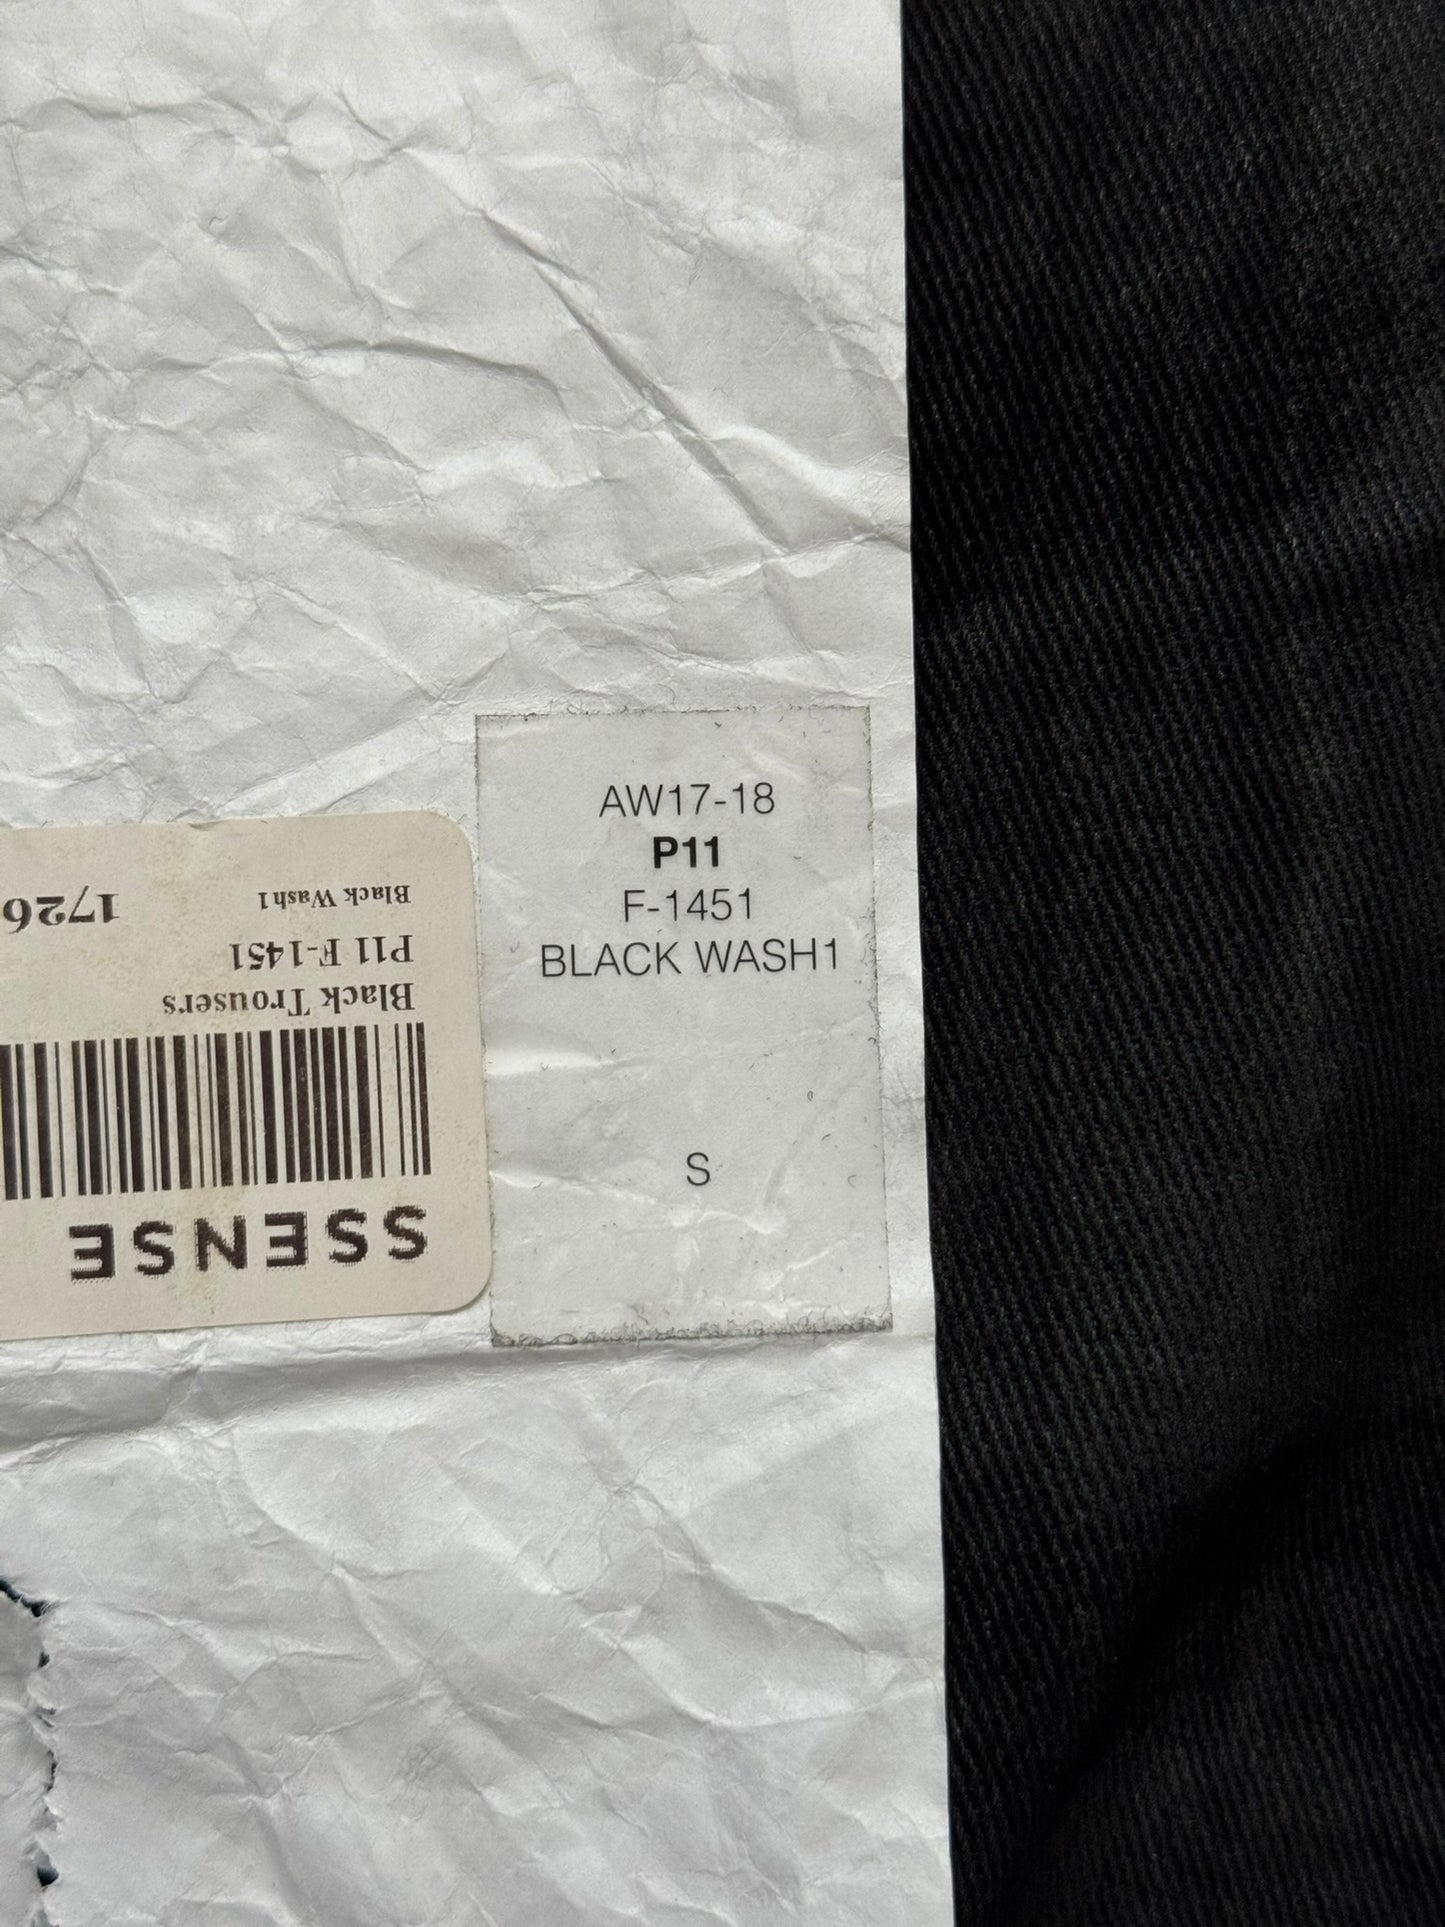 AW17-18
P11
F-1451
BLACK WASH1
S
SSENSE
Black Trousers
P11 F-1451
Black Wash1